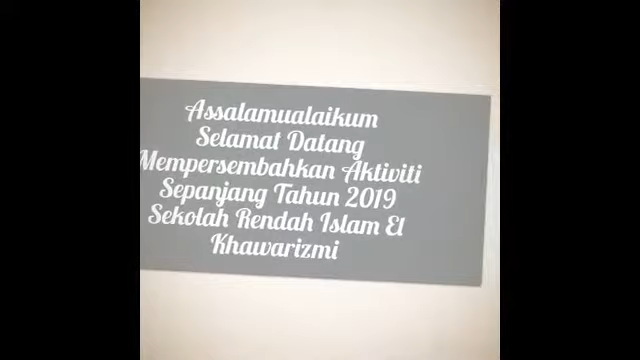 Assalamualaikum
Selamat Datang
Mempersembahkan Aktiviti
Sepanjang Tahun 2019
Sekolah Rendah Islam El
Khawarizmi